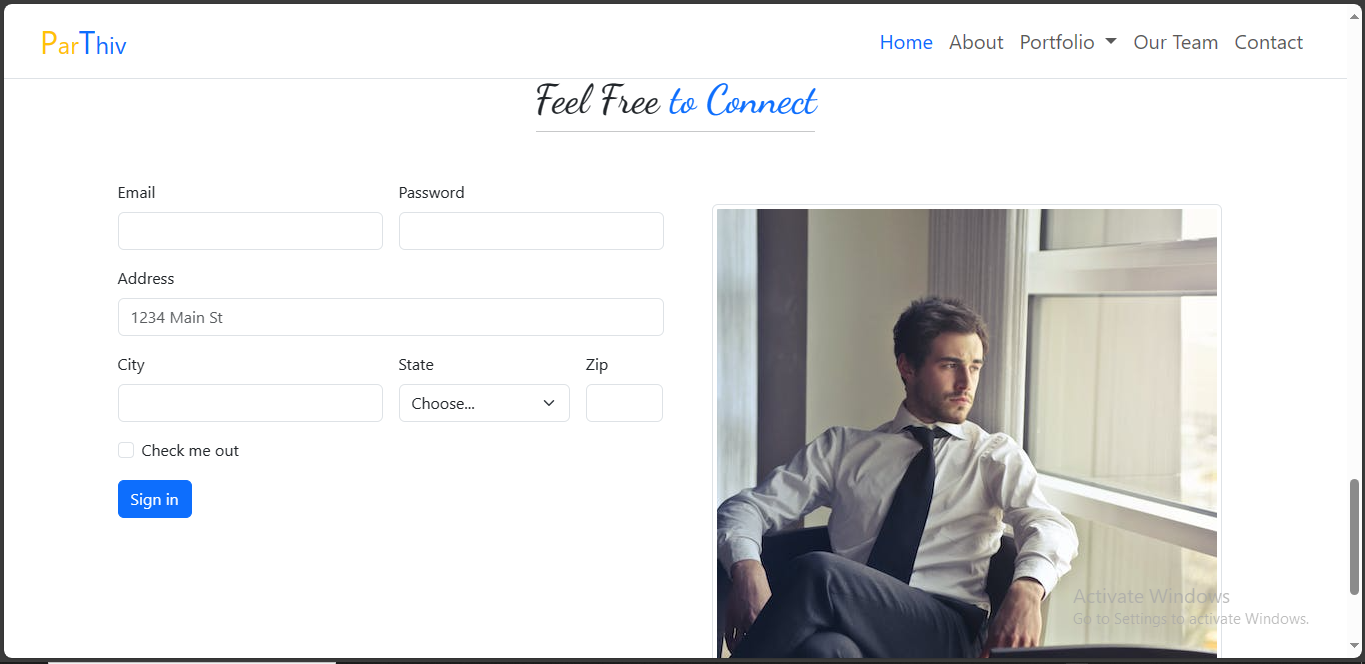 ParThiv
Home About Portfolio Our Team Contact
Feel Free to Connect
Email Password
Address
1234 Main St
City State Zip
Choose...
Check me out
Sign in
Activate Windows
Go to Settings to activate Windows.